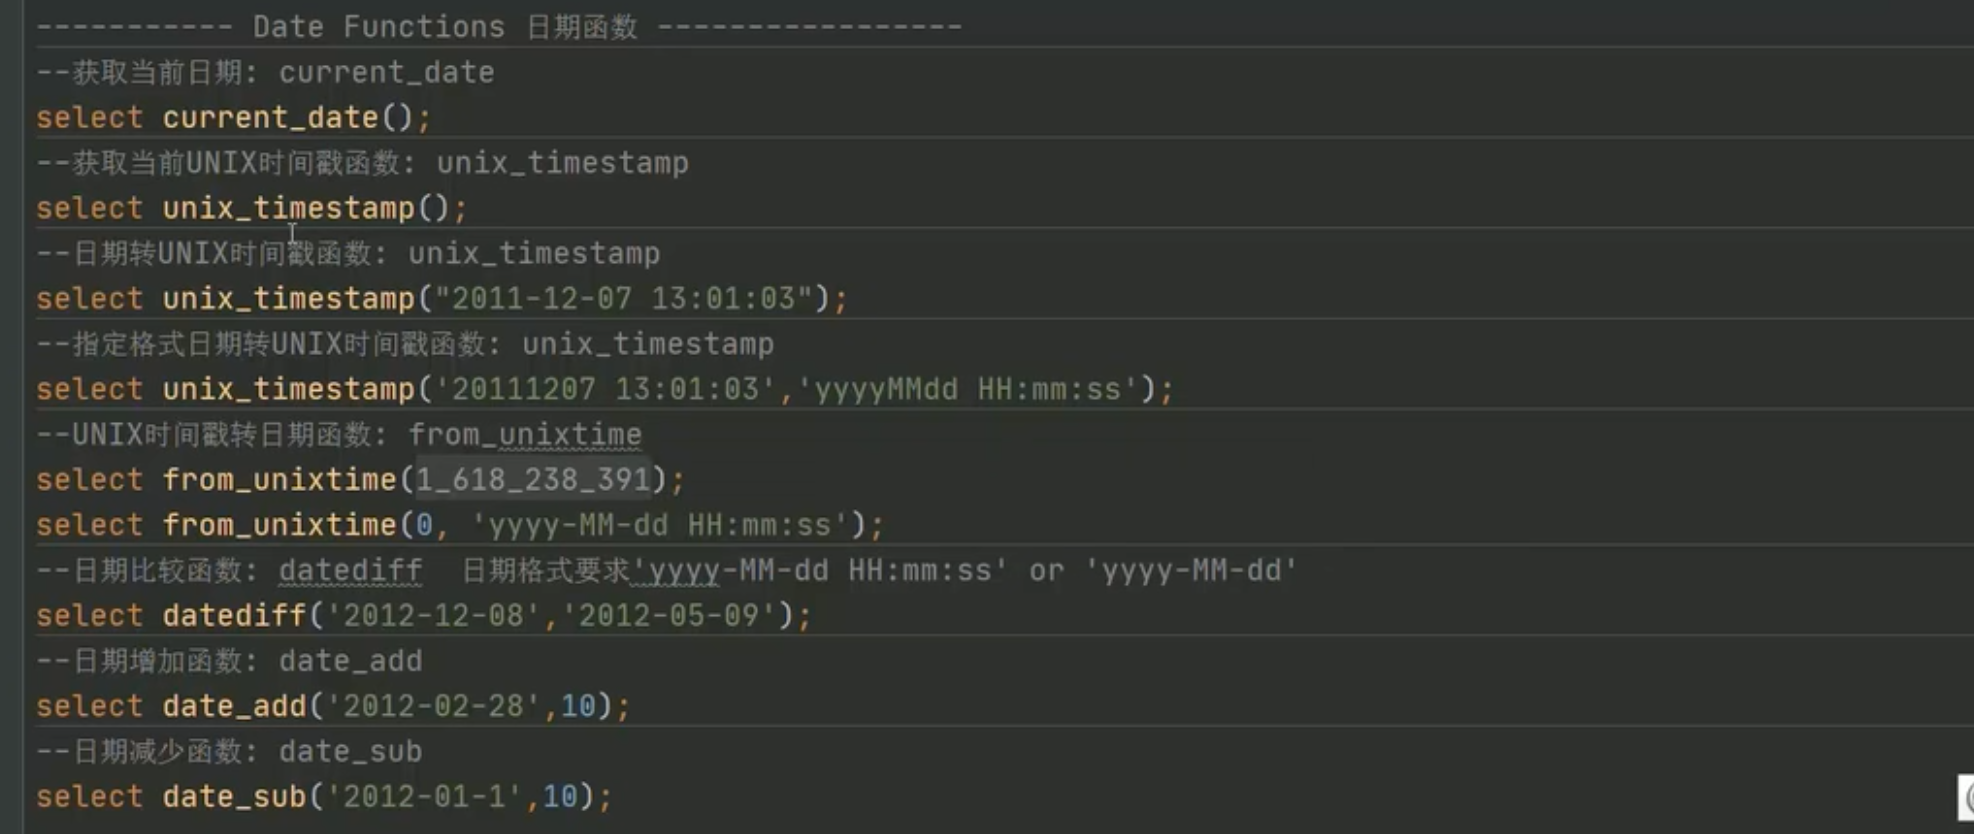 ----------- Date Functions 日期函数 -----------------
--获取当前日期: current_date
select current_date();
--获取当前UNIX时间戳函数: unix_timestamp
select unix_timestamp();
--日期转UNIX时间戳函数: unix_timestamp
select unix_timestamp("2011-12-07 13:01:03");
--指定格式日期转UNIX时间戳函数: unix_timestamp
select unix_timestamp('20111207 13:01:03','yyyyMMdd HH:mm:ss');
--UNIX时间戳转日期函数: from_unixtime
select from_unixtime(1_618_238_391);
select from_unixtime(0, 'yyyy-MM-dd HH:mm:ss');
--日期比较函数: datediff  日期格式要求'yyyy-MM-dd HH:mm:ss' or 'yyyy-MM-dd'
select datediff('2012-12-08','2012-05-09');
--日期增加函数: date_add
select date_add('2012-02-28',10);
--日期减少函数: date_sub
select date_sub('2012-01-1',10);